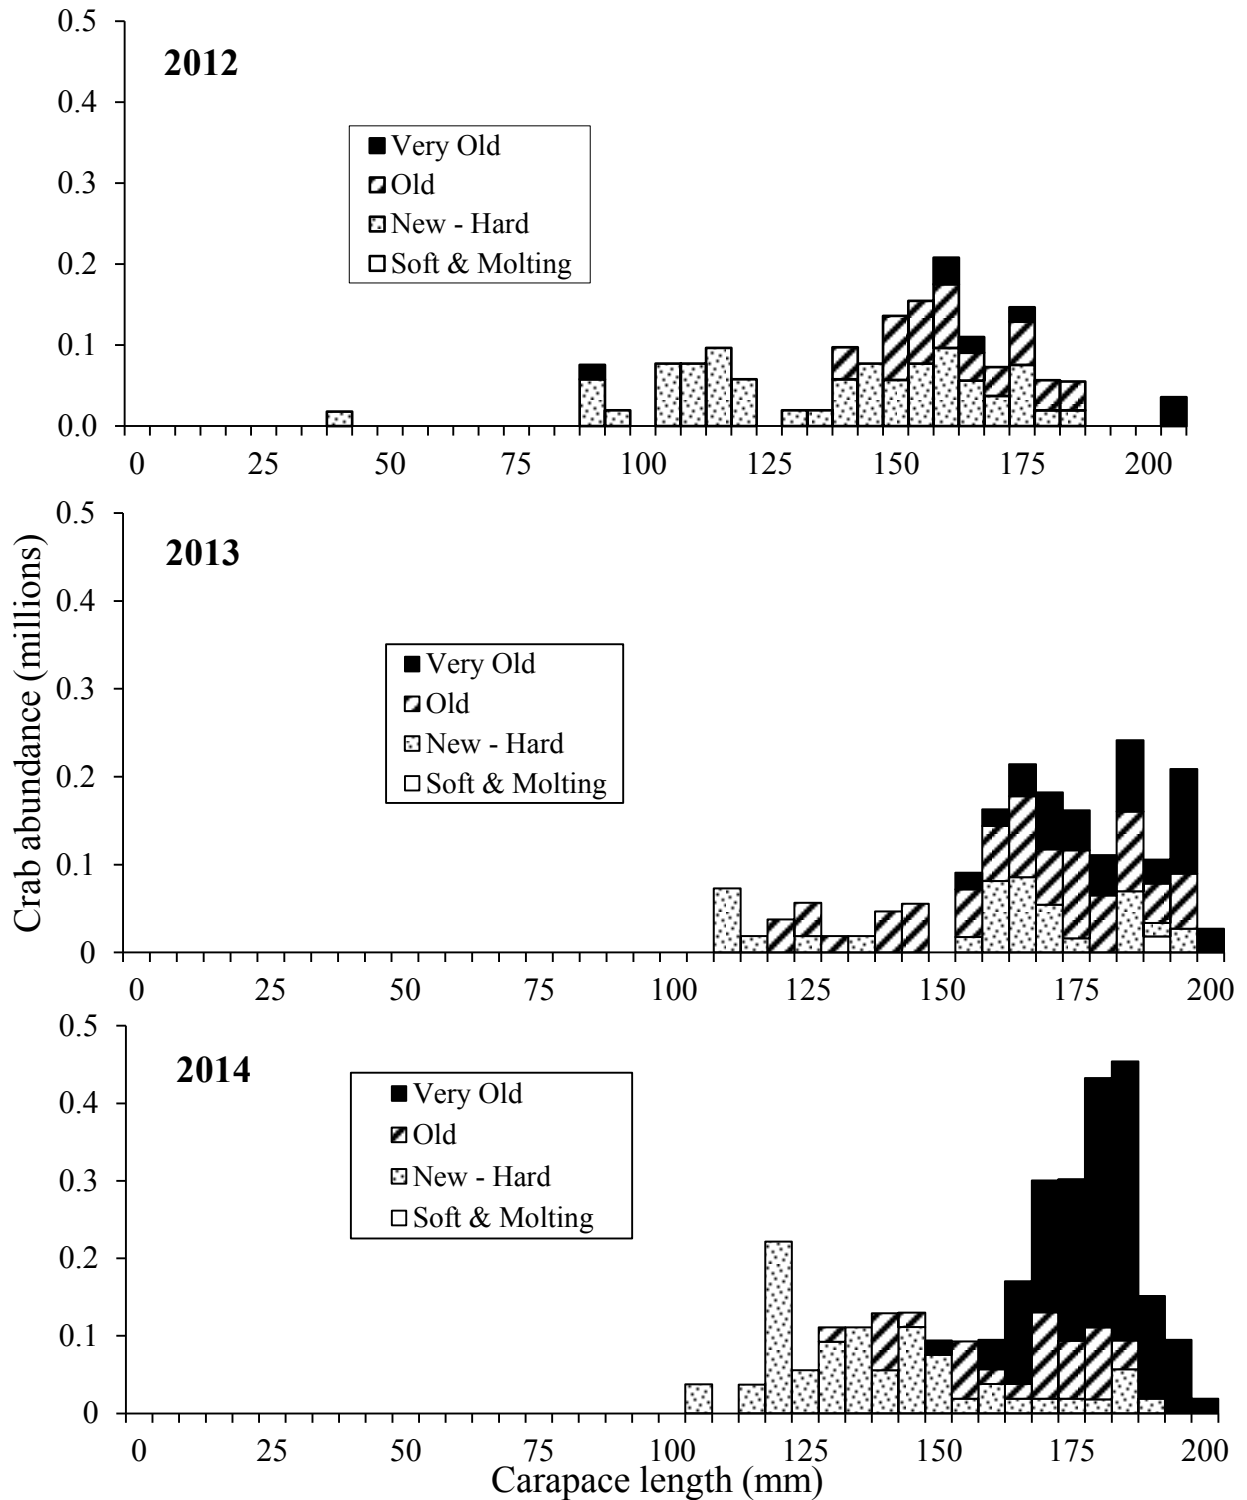 2012
0.5
0.4
0.3
0.2
0.1
0.0
Very Old
Old
New - Hard
Soft & Molting
0 25 50 75 100 125 150 175 200
Crab abundance (millions)
2013
0.5
0.4
0.3
0.2
0.1
0
Very Old
Old
New - Hard
Soft & Molting
0 25 50 75 100 125 150 175 200
2014
0.5
0.4
0.3
0.2
0.1
0
Very Old
Old
New - Hard
Soft & Molting
0 25 50 75 100 125 150 175 200
Carapace length (mm)